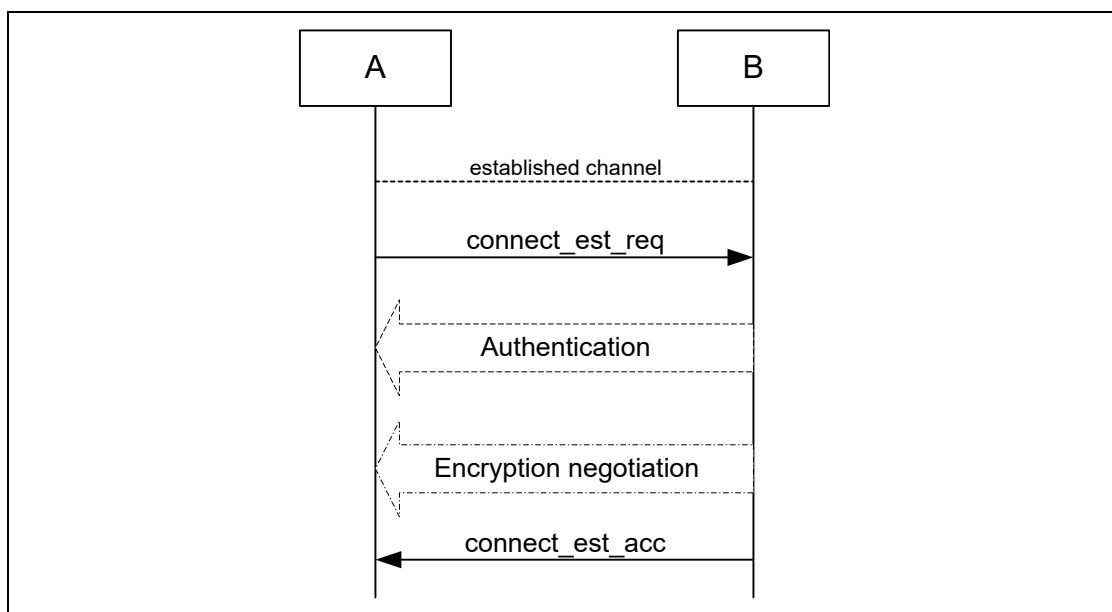 A
B
established channel
connect_est_req
Authentication
Encryption negotiation
connect_est_acc